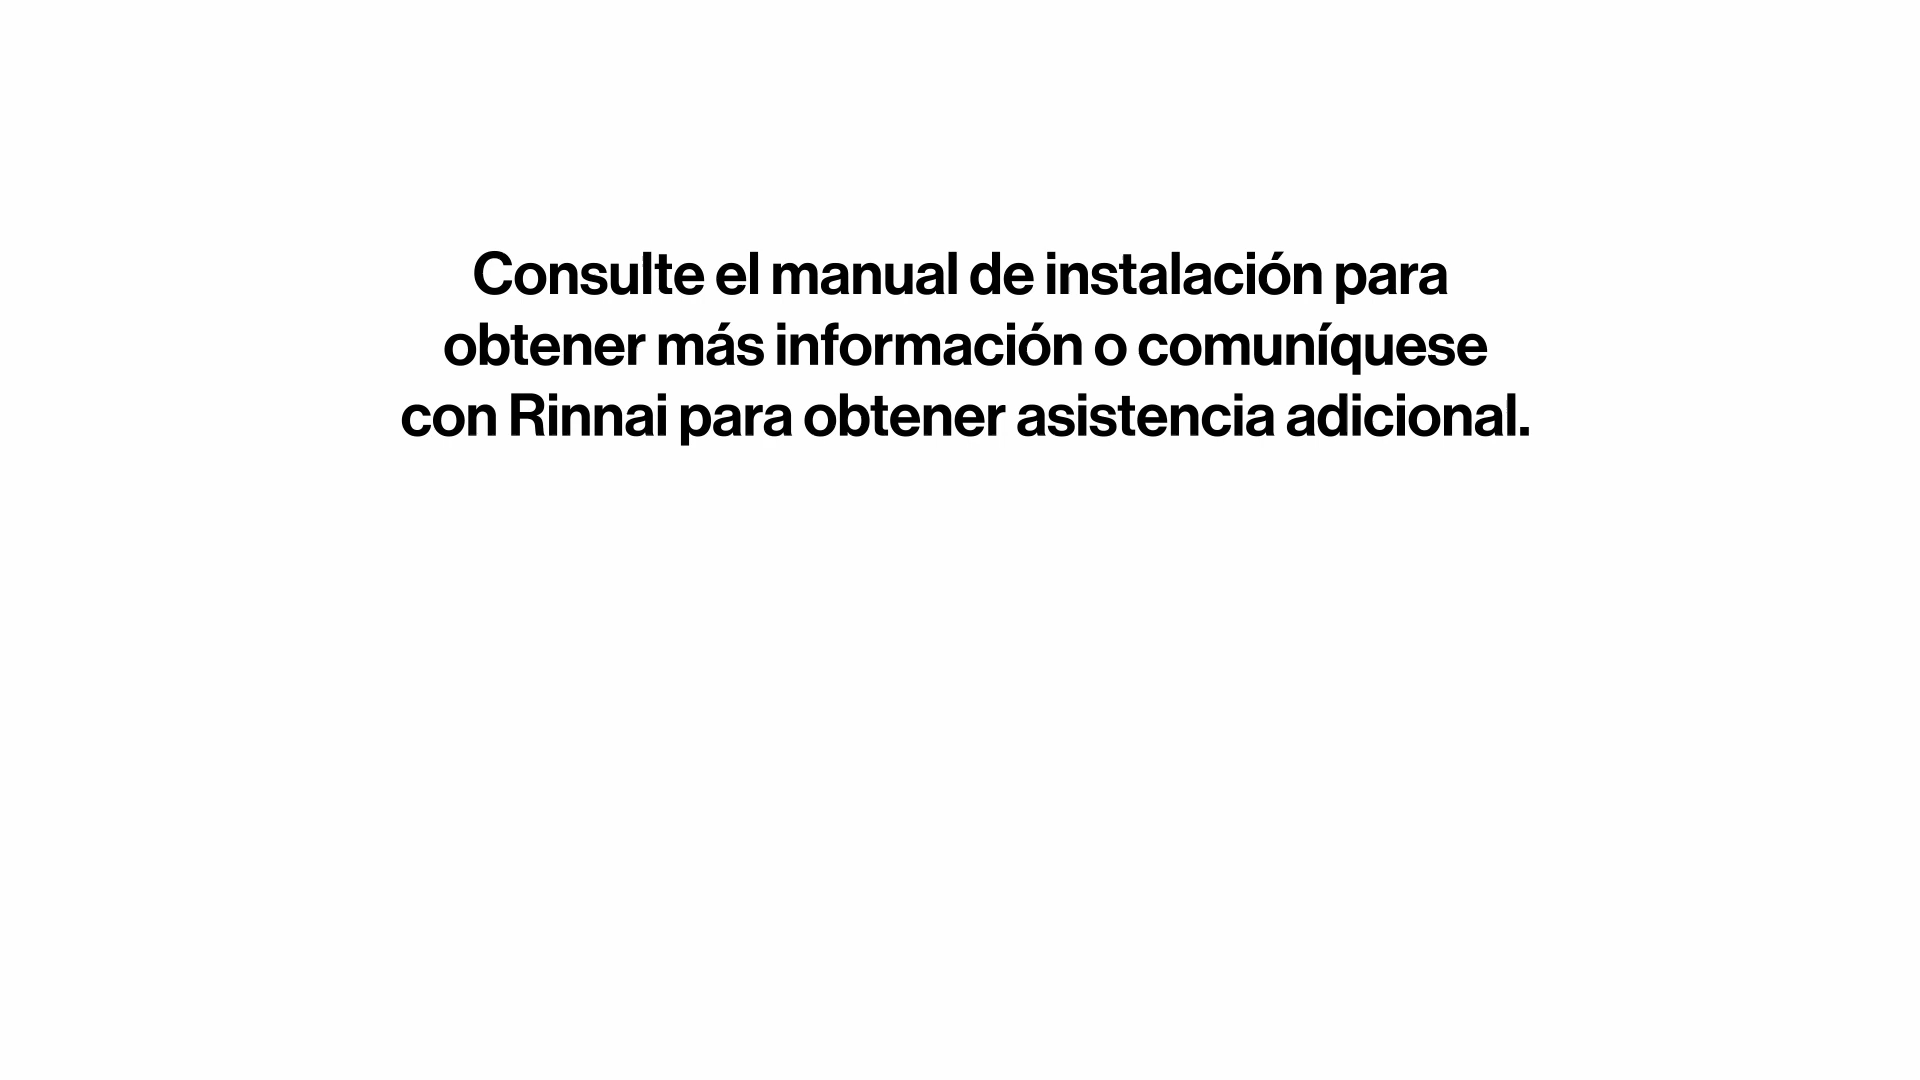 Consulte el manual de instalación para
obtener más información o comuníquese
con Rinnai para obtener asistencia adicional.